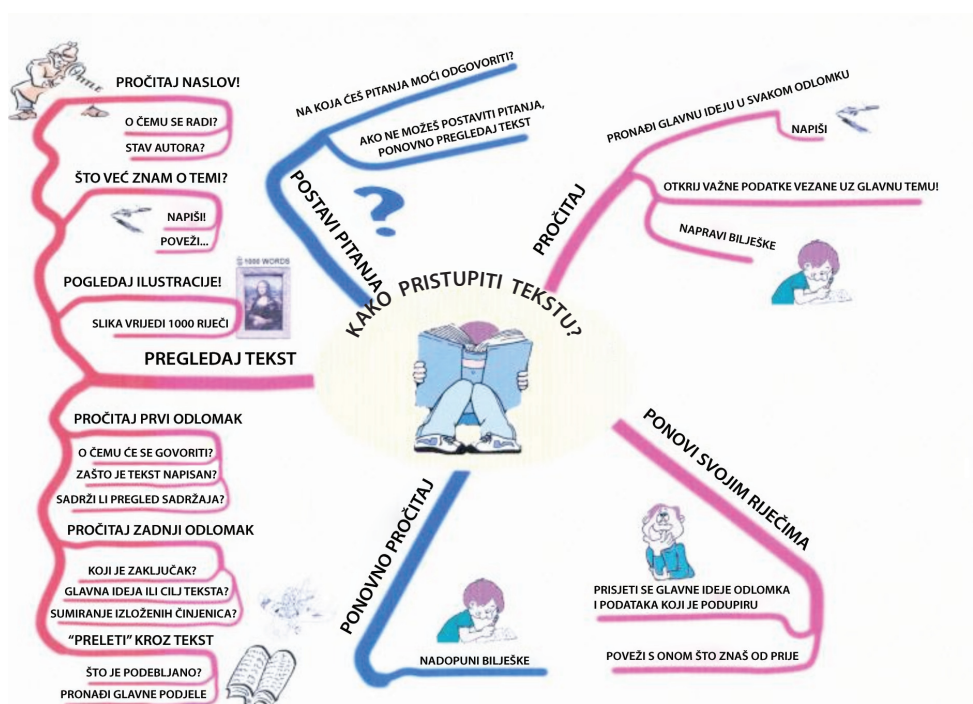 KAKO PRISTUPITI TEKSTU?
PREGLEDAJ TEKST
TITLE
PROČITAJ NASLOV!
O ČEMU SE RADI?
STAV AUTORA?
ŠTO VEĆ ZNAM O TEMI?
NAPIŠI!
POVEŽI...
POGLEDAJ ILUSTRACIJE!
1000 WORDS
SLIKA VRIJEDI 1000 RIJEČI
PROČITAJ PRVI ODLOMAK
O ČEMU ĆE SE GOVORITI?
ZAŠTO JE TEKST NAPISAN?
SADRŽI LI PREGLED SADRŽAJA?
PROČITAJ ZADNJI ODLOMAK
KOJI JE ZAKLJUČAK?
GLAVNA IDEJA ILI CILJ TEKSTA?
SUMIRANJE IZLOŽENIH ČINJENICA?
"PRELETI" KROZ TEKST
ŠTO JE PODEBLJANO?
PRONAĐI GLAVNE PODJELE
POSTAVI PITANJA
NA KOJA ĆEŠ PITANJA MOĆI ODGOVORITI?
AKO NE MOŽEŠ POSTAVITI PITANJA,
PONOVNO PREGLEDAJ TEKST
?
PROČITAJ
PRONAĐI GLAVNU IDEJU U SVAKOM ODLOMKU
NAPIŠI
OTKRIJ VAŽNE PODATKE VEZANE UZ GLAVNU TEMU!
NAPRAVI BILJEŠKE
PONOVI SVOJIM RIJEČIMA
PRISJETI SE GLAVNE IDEJE ODLOMKA
I PODATAKA KOJI JE PODUPIRU
POVEŽI S ONOM ŠTO ZNAŠ OD PRIJE
PONOVNO PROČITAJ
NADOPUNI BILJEŠKE